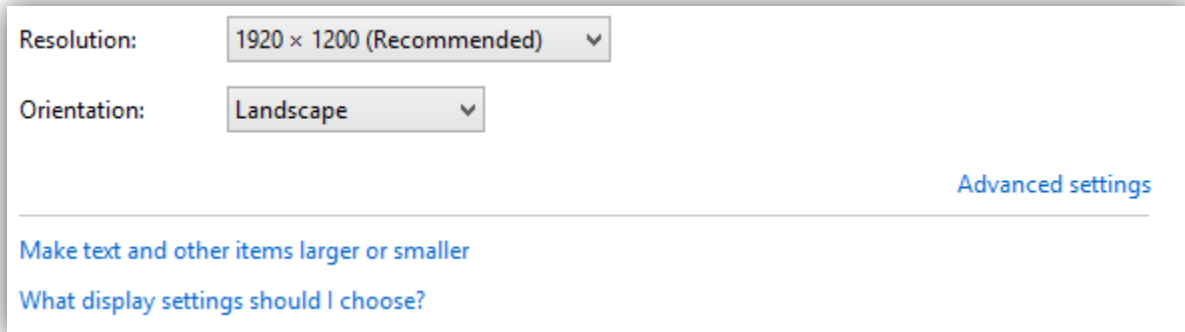 Resolution: 1920 × 1200 (Recommended)
Orientation: Landscape
Advanced settings
Make text and other items larger or smaller
What display settings should I choose?